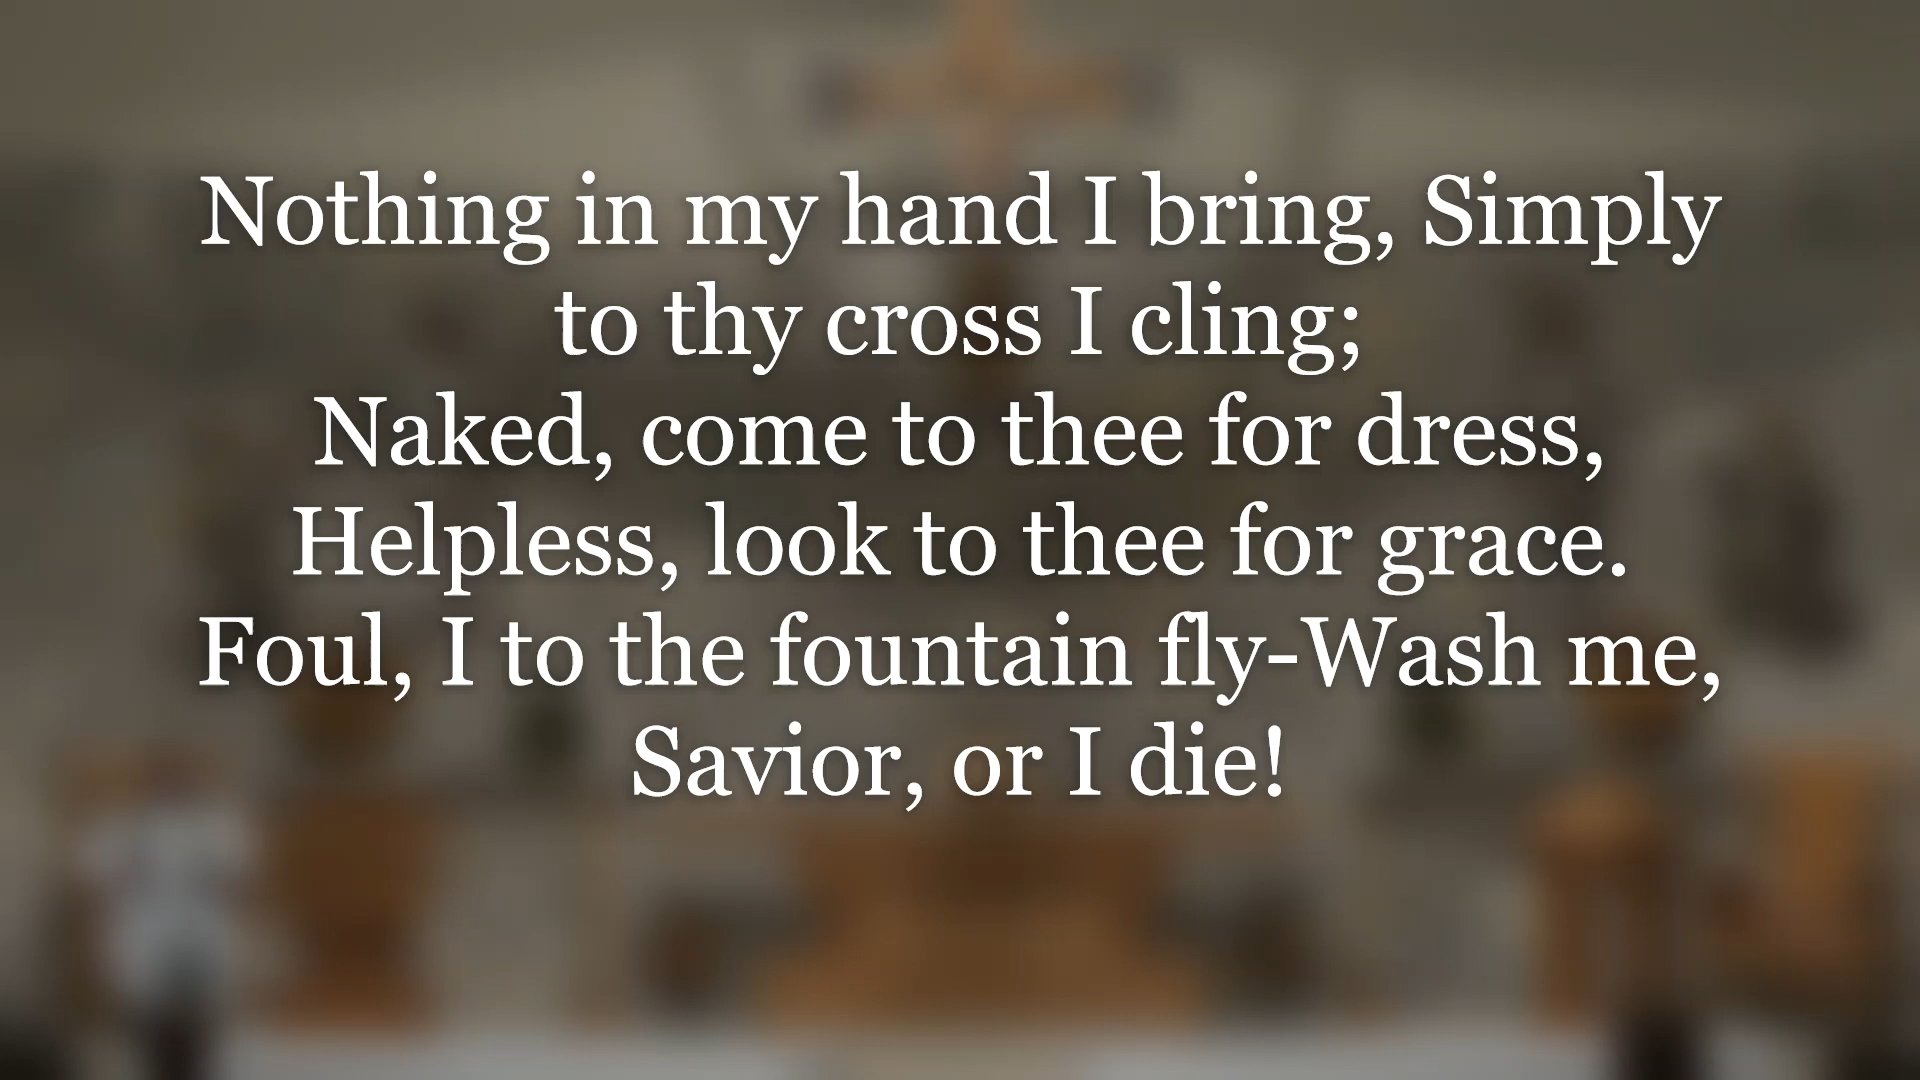 Nothing in my hand I bring, Simply
to thy cross I cling;
Naked, come to thee for dress,
Helpless, look to thee for grace.
Foul, I to the fountain fly-Wash me,
Savior, or I die!